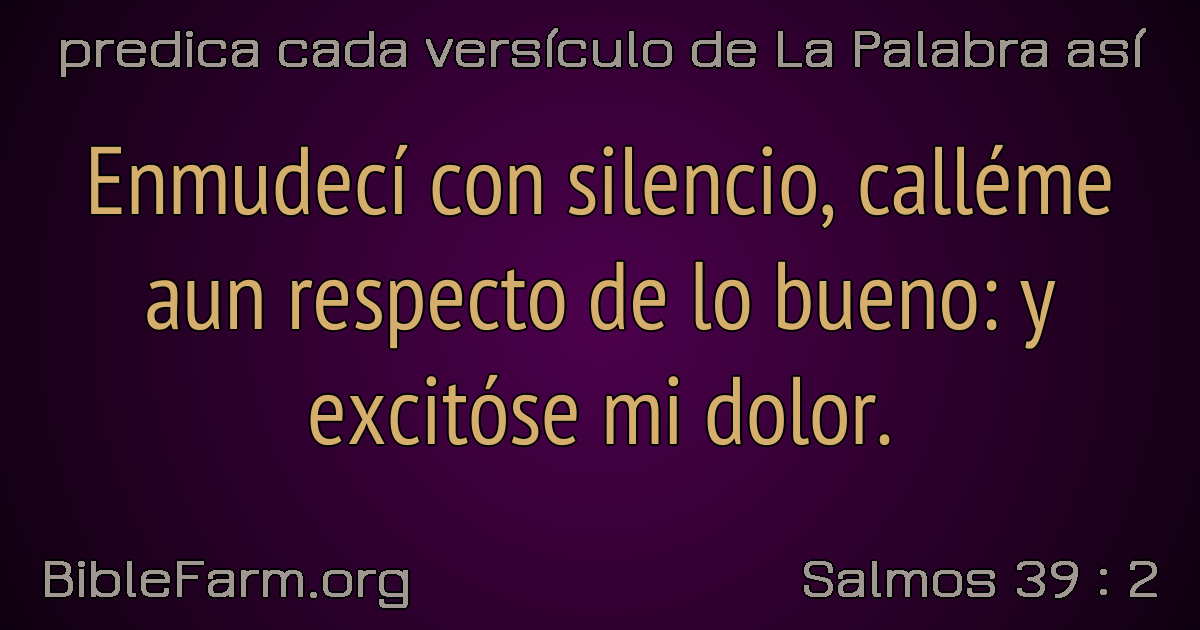 predica cada versículo de La Palabra así
Enmudecí con silencio, calléme
aun respecto de lo bueno: y
excitóse mi dolor.
BibleFarm.org
Salmos 39 : 2